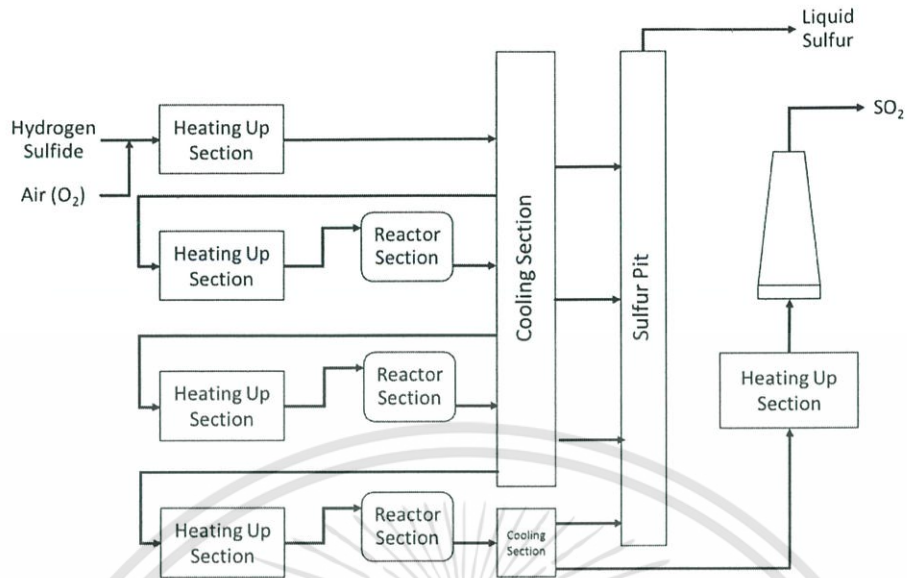 Liquid
Sulfur
SO₂
Hydrogen
Sulfide
Air (O₂)
Heating Up
Section
Heating Up
Section
Reactor
Section
Heating Up
Section
Reactor
Section
Heating Up
Section
Reactor
Section
Cooling Section
Cooling
Section
Sulfur Pit
Heating Up
Section